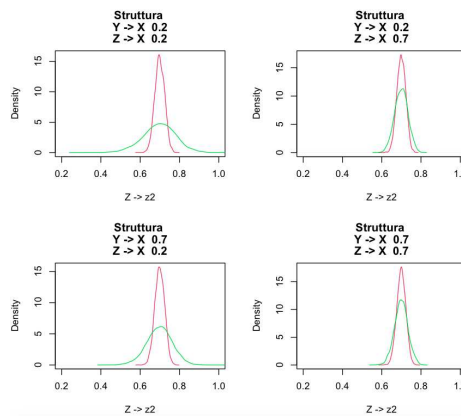 Struttura
Y -> X 0.2
Z -> X 0.2
Density
0 5 10 15
0.2 0.4 0.6 0.8 1.0
Z -> z2
Struttura
Y -> X 0.2
Z -> X 0.7
Density
0 5 10 15
0.2 0.4 0.6 0.8 1.
Z -> z2
Struttura
Y -> X 0.7
Z -> X 0.2
Density
0 5 10 15
0.2 0.4 0.6 0.8 1.0
Z -> z2
Struttura
Y -> X 0.7
Z -> X 0.7
Density
0 5 10 15
0.2 0.4 0.6 0.8 1.
Z -> z2